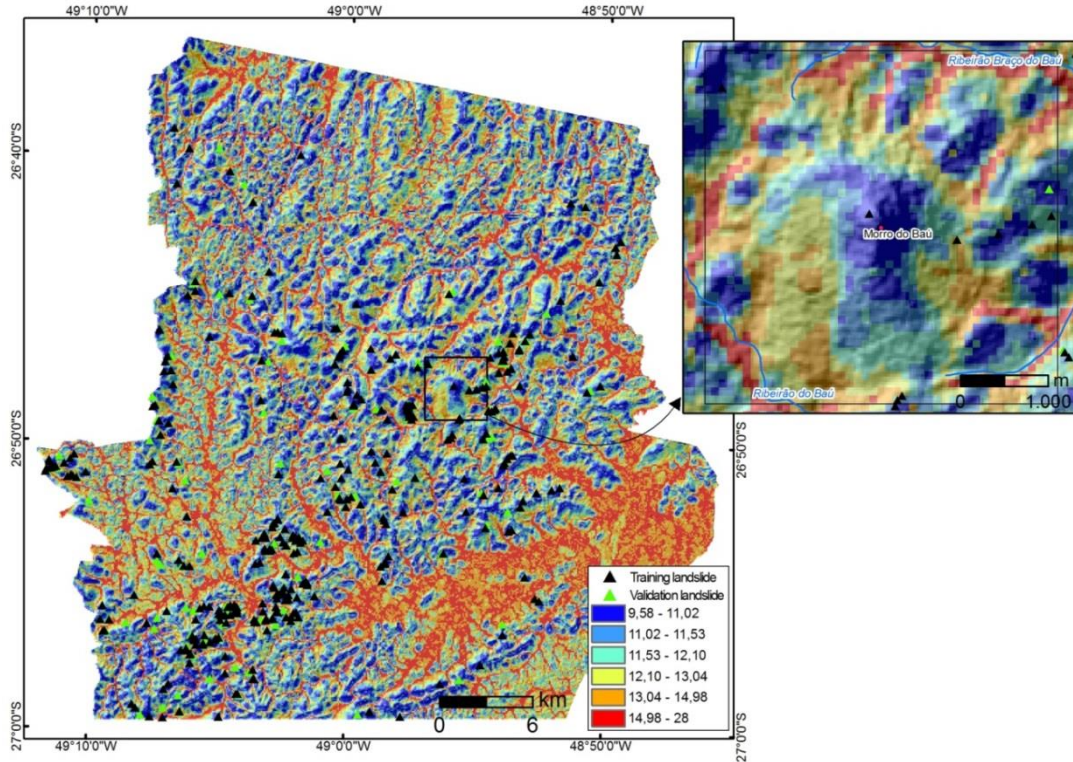 49°10'0"W 49°0'0"W 48°50'0"W
26°40'0"S
26°50'0"S
27°0'0"S
26°50'0"S
27°0'0"S
49°10'0"W 49°0'0"W 48°50'0"W
Ribeirão Braço do Baú
Morro do Baú
Ribeirão do Baú
m
0 1.000
Training landslide
Validation landslide
9,58 - 11,02
11,02 - 11,53
11,53 - 12,10
12,10 - 13,04
13,04 - 14,98
14,98 - 28
km
0 6